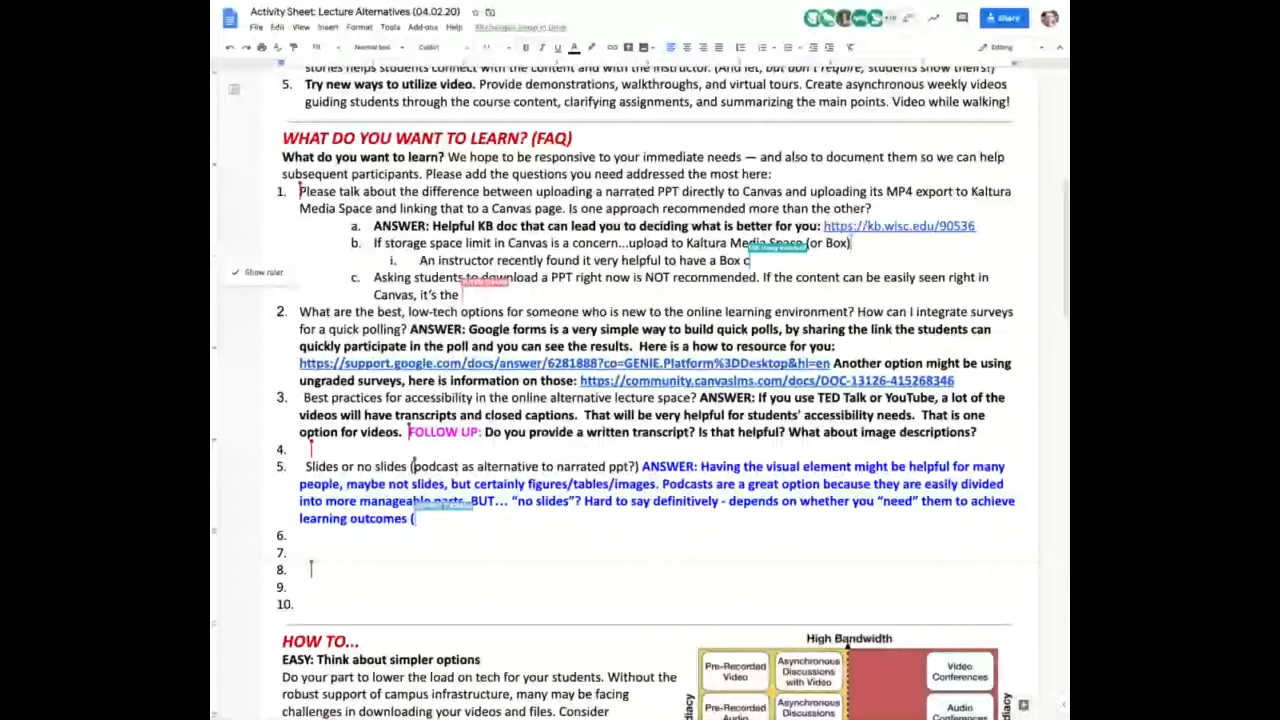 Activity Sheet: Lecture Alternatives (04.02.20)
File Edit View Insert Format Tools Add-ons Help
Share
Normal text Calibri 11 B I U A Editing
stories helps students connect with the content and with the instructor. (And let, but don't require, students show theirs!)
5. Try new ways to utilize video. Provide demonstrations, walkthroughs, and virtual tours. Create asynchronous weekly videos
guiding students through the course content, clarifying assignments, and summarizing the main points. Video while walking!
WHAT DO YOU WANT TO LEARN? (FAQ)
What do you want to learn? We hope to be responsive to your immediate needs — and also to document them so we can help
subsequent participants. Please add the questions you need addressed the most here:
1. Please talk about the difference between uploading a narrated PPT directly to Canvas and uploading its MP4 export to Kaltura
Media Space and linking that to a Canvas page. Is one approach recommended more than the other?
a. ANSWER: Helpful KB doc that can lead you to deciding what is better for you: https://kb.wisc.edu/90536
b. If storage space limit in Canvas is a concern...upload to Kaltura Media Space (or Box)
i. An instructor recently found it very helpful to have a Box c
Show ruler
c. Asking students to download a PPT right now is NOT recommended. If the content can be easily seen right in
Canvas, it's the
2. What are the best, low-tech options for someone who is new to the online learning environment? How can I integrate surveys
for a quick polling? ANSWER: Google forms is a very simple way to build quick polls, by sharing the link the students can
quickly participate in the poll and you can see the results. Here is a how to resource for you:
https://support.google.com/docs/answer/6281888?co=GENIE.Platform%3DDesktop&hl=en Another option might be using
ungraded surveys, here is information on those: https://community.canvaslms.com/docs/DOC-13126-415268346
3. Best practices for accessibility in the online alternative lecture space? ANSWER: If you use TED Talk or YouTube, a lot of the
videos will have transcripts and closed captions. That will be very helpful for students' accessibility needs. That is one
option for videos. FOLLOW UP: Do you provide a written transcript? Is that helpful? What about image descriptions?
4.
5. Slides or no slides (podcast as alternative to narrated ppt?) ANSWER: Having the visual element might be helpful for many
people, maybe not slides, but certainly figures/tables/images. Podcasts are a great option because they are easily divided
into more manageable parts. BUT... "no slides"? Hard to say definitively - depends on whether you "need" them to achieve
learning outcomes (
6.
7.
8.
9.
10.
HOW TO...
EASY: Think about simpler options
Do your part to lower the load on tech for your students. Without the
robust support of campus infrastructure, many may be facing
challenges in downloading your videos and files. Consider
High Bandwidth
Pre-Recorded
Video
Asynchronous
Discussions
with Video
Video
Conferences
Pre-Recorded
Audio
Asynchronous
Discussions
Audio
Conferences